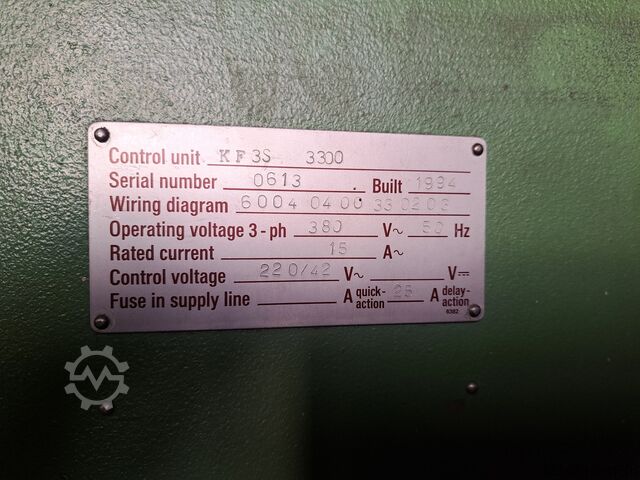 Control unit KF3S 3300
Serial number 0613 . Built 1994
Wiring diagram 6004 04 00 33 02 03
Operating voltage 3-ph 380 V~ 50 Hz
Rated current 15 A~
Control voltage 220/42 V~ V⎓
Fuse in supply line A quick-action 25 A delay-action
6382